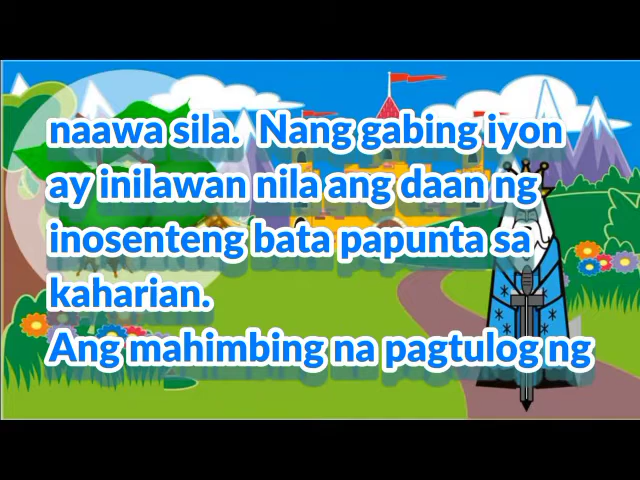 naawa sila.  Nang gabing iyon
ay inilawan nila ang daan ng
inosenteng bata papunta sa
kaharian.
Ang mahimbing na pagtulog ng